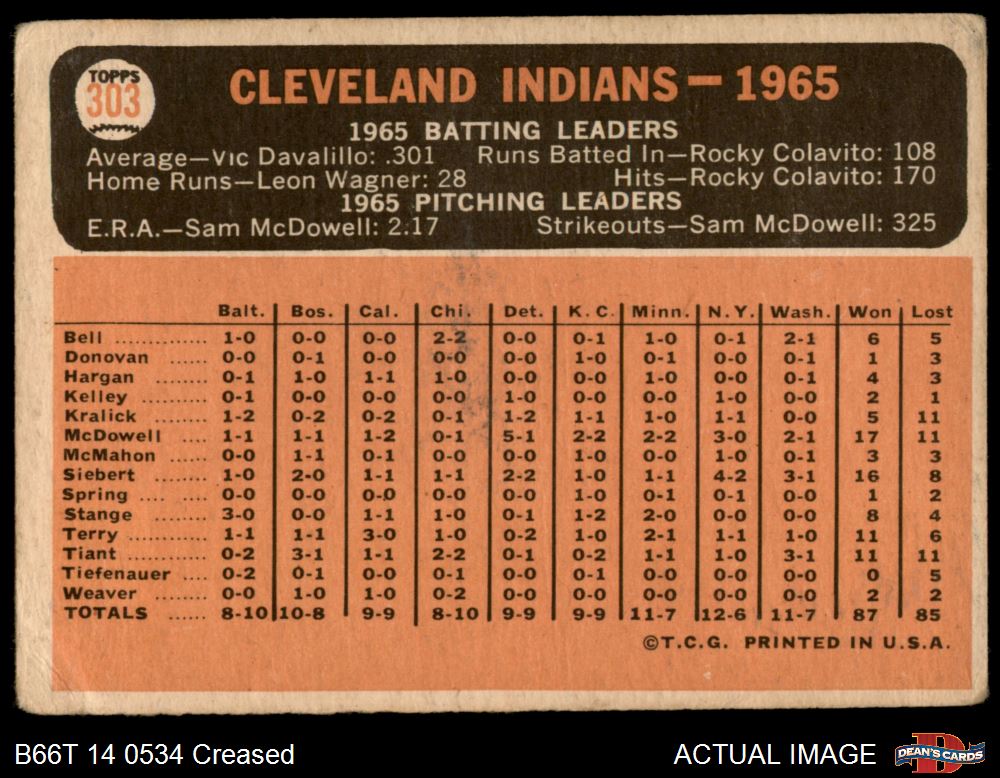 TOPPS
303
CLEVELAND INDIANS—1965
1965 BATTING LEADERS
Average—Vic Davalillo: .301 Runs Batted In—Rocky Colavito: 108
Home Runs—Leon Wagner: 28 Hits—Rocky Colavito: 170
1965 PITCHING LEADERS
E.R.A.—Sam McDowell: 2.17 Strikeouts—Sam McDowell: 325
Balt. Bos. Cal. Chi. Det. K. C. Minn. N. Y. Wash. Won Lost
Bell .............. 1-0 0-0 0-0 2-2 0-0 0-1 1-0 0-1 2-1 6 5
Donovan ...... 0-0 0-1 0-0 0-0 0-0 1-0 0-1 0-0 0-1 1 3
Hargan ........ 0-1 1-0 1-1 1-0 0-0 0-0 1-0 0-0 0-1 4 3
Kelley .......... 0-1 0-0 0-0 0-0 1-0 0-0 0-0 1-0 0-0 2 1
Kralick ........ 1-2 0-2 0-2 0-1 1-2 1-1 1-0 1-1 0-0 5 11
McDowell .... 1-1 1-1 1-2 0-1 5-1 2-2 2-2 3-0 2-1 17 11
McMahon ...... 0-0 1-1 0-1 0-0 0-0 1-0 0-0 1-0 0-1 3 3
Siebert ........ 1-0 2-0 1-1 1-1 2-2 1-0 1-1 4-2 3-1 16 8
Spring .... .... 0-0 0-0 0-0 0-0 0-0 1-0 0-1 0-1 0-0 1 2
Stange ........ 3-0 0-0 1-1 1-0 0-1 1-2 2-0 0-0 0-0 8 4
Terry ............ 1-1 1-1 3-0 1-0 0-2 1-0 2-1 1-1 1-0 11 6
Tiant ............ 0-2 3-1 1-1 2-2 0-1 0-2 1-1 1-0 3-1 11 11
Tiefenauer .... 0-2 0-1 0-0 0-1 0-0 0-1 0-0 0-0 0-0 0 5
Weaver ........ 0-0 1-0 1-0 0-2 0-0 0-0 0-0 0-0 0-0 2 2
TOTALS ...... 8-10 10-8 9-9 8-10 9-9 9-9 11-7 12-6 11-7 87 85
©T.C.G. PRINTED IN U.S.A.
B66T 14 0534 Creased ACTUAL IMAGE
DEAN'S CARDS